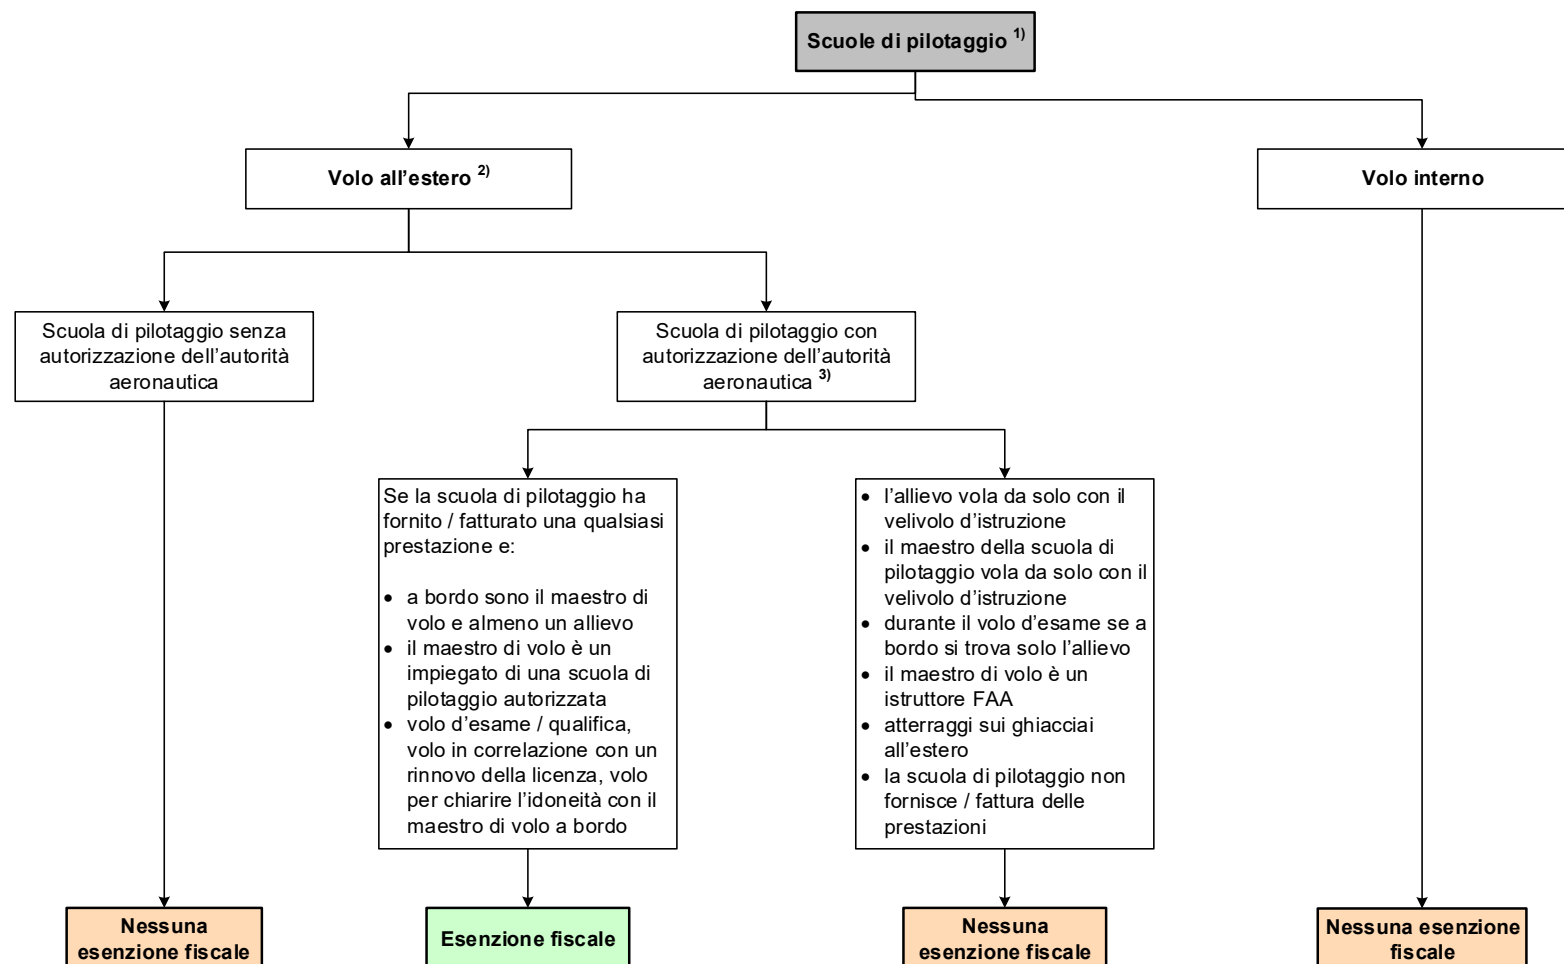 Scuole di pilotaggio 1)
Volo all’estero 2)
Volo interno
Scuola di pilotaggio senza
autorizzazione dell’autorità
aeronautica
Scuola di pilotaggio con
autorizzazione dell’autorità
aeronautica 3)
Se la scuola di pilotaggio ha
fornito / fatturato una qualsiasi
prestazione e:
• a bordo sono il maestro di
volo e almeno un allievo
• il maestro di volo è un
impiegato di una scuola di
pilotaggio autorizzata
• volo d’esame / qualifica,
volo in correlazione con un
rinnovo della licenza, volo
per chiarire l’idoneità con il
maestro di volo a bordo
• l’allievo vola da solo con il
velivolo d’istruzione
• il maestro della scuola di
pilotaggio vola da solo con il
velivolo d’istruzione
• durante il volo d’esame se a
bordo si trova solo l’allievo
• il maestro di volo è un
istruttore FAA
• atterraggi sui ghiacciai
all’estero
• la scuola di pilotaggio non
fornisce / fattura delle
prestazioni
Nessuna
esenzione fiscale
Esenzione fiscale
Nessuna
esenzione fiscale
Nessuna esenzione
fiscale